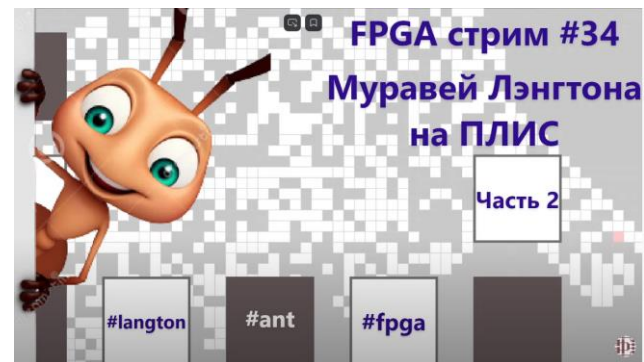 FPGA стрим #34
Муравей Лэнгтона
на ПЛИС
Часть 2
#langton
#ant
#fpga